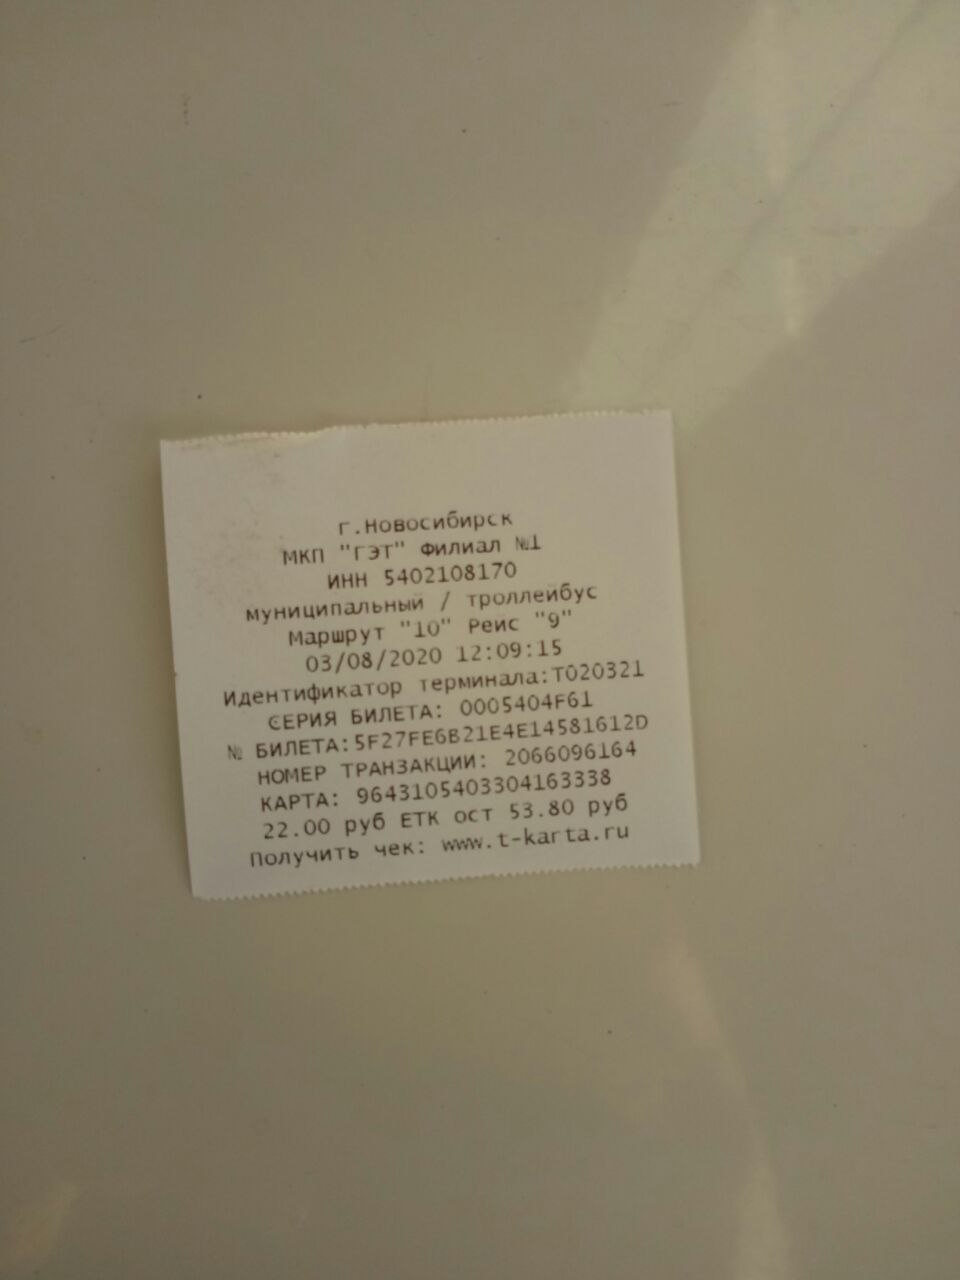 г.Новосибирск
МКП "ГЭТ" Филиал №1
ИНН 5402108170
муниципальный / троллейбус
Маршрут "10" Рейс "9"
03/08/2020 12:09:15
Идентификатор терминала:T020321
СЕРИЯ БИЛЕТА: 0005404F61
№ БИЛЕТА:5F27FE6B21E4E14581612D
НОМЕР ТРАНЗАКЦИИ: 2066096164
КАРТА: 9643105403304163338
22.00 руб ЕТК ост 53.80 руб
Получить чек: www.t-karta.ru